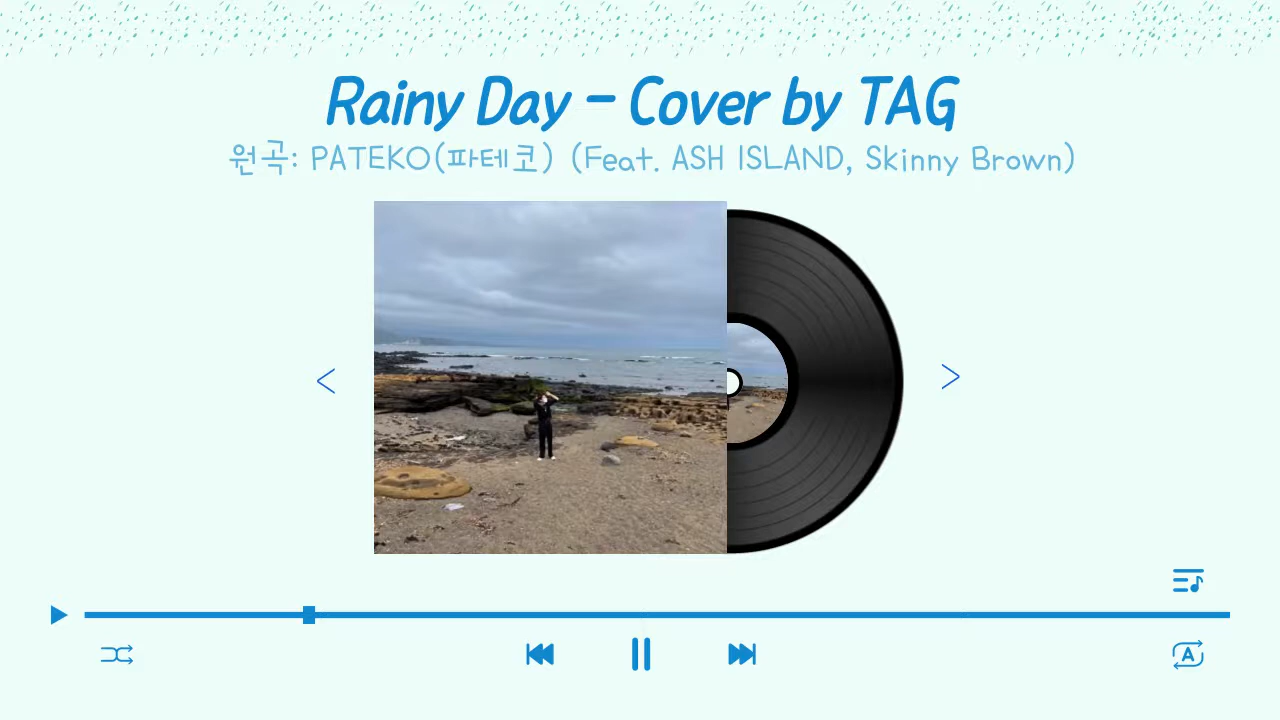 Rainy Day - Cover by TAG
원곡: PATEKO(파테코) (Feat. ASH ISLAND, Skinny Brown)
A